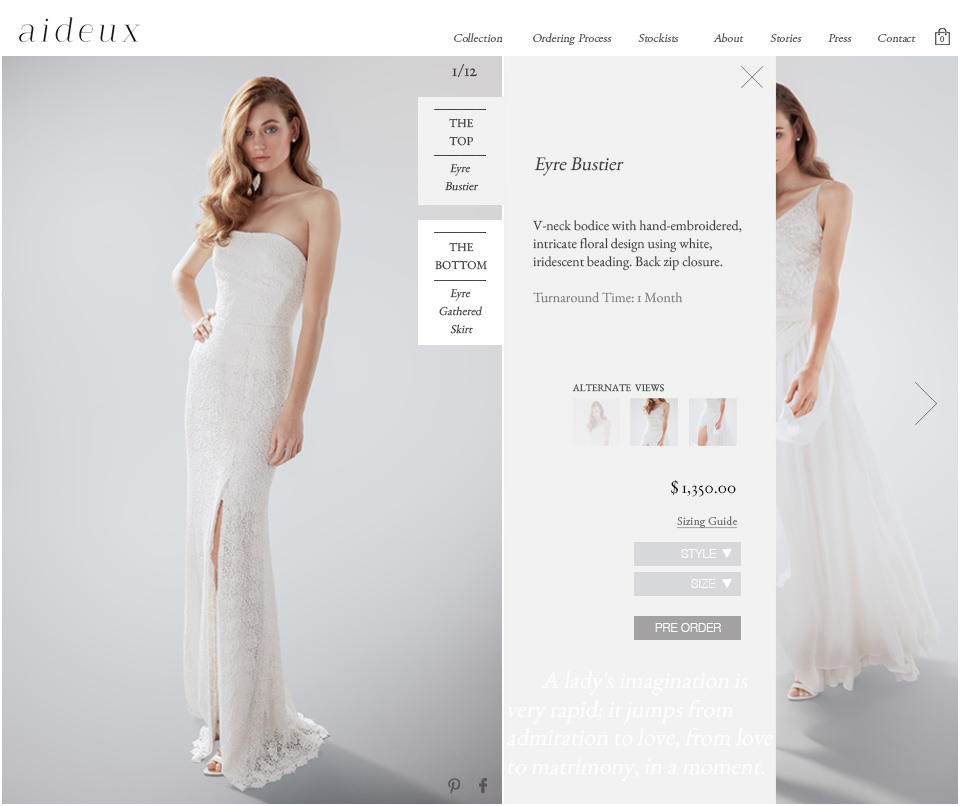 aideux
Collection Ordering Process Stockists About Stories Press Contact 0
1/12
THE
TOP
Eyre
Bustier
THE
BOTTOM
Eyre
Gathered
Skirt
Eyre Bustier
V-neck bodice with hand-embroidered,
intricate floral design using white,
iridescent beading. Back zip closure.
Turnaround Time: 1 Month
ALTERNATE VIEWS
$ 1,350.00
Sizing Guide
STYLE ▼
SIZE ▼
PRE ORDER
A lady's imagination is
very rapid; it jumps from
admiration to love, from love
to matrimony, in a moment.